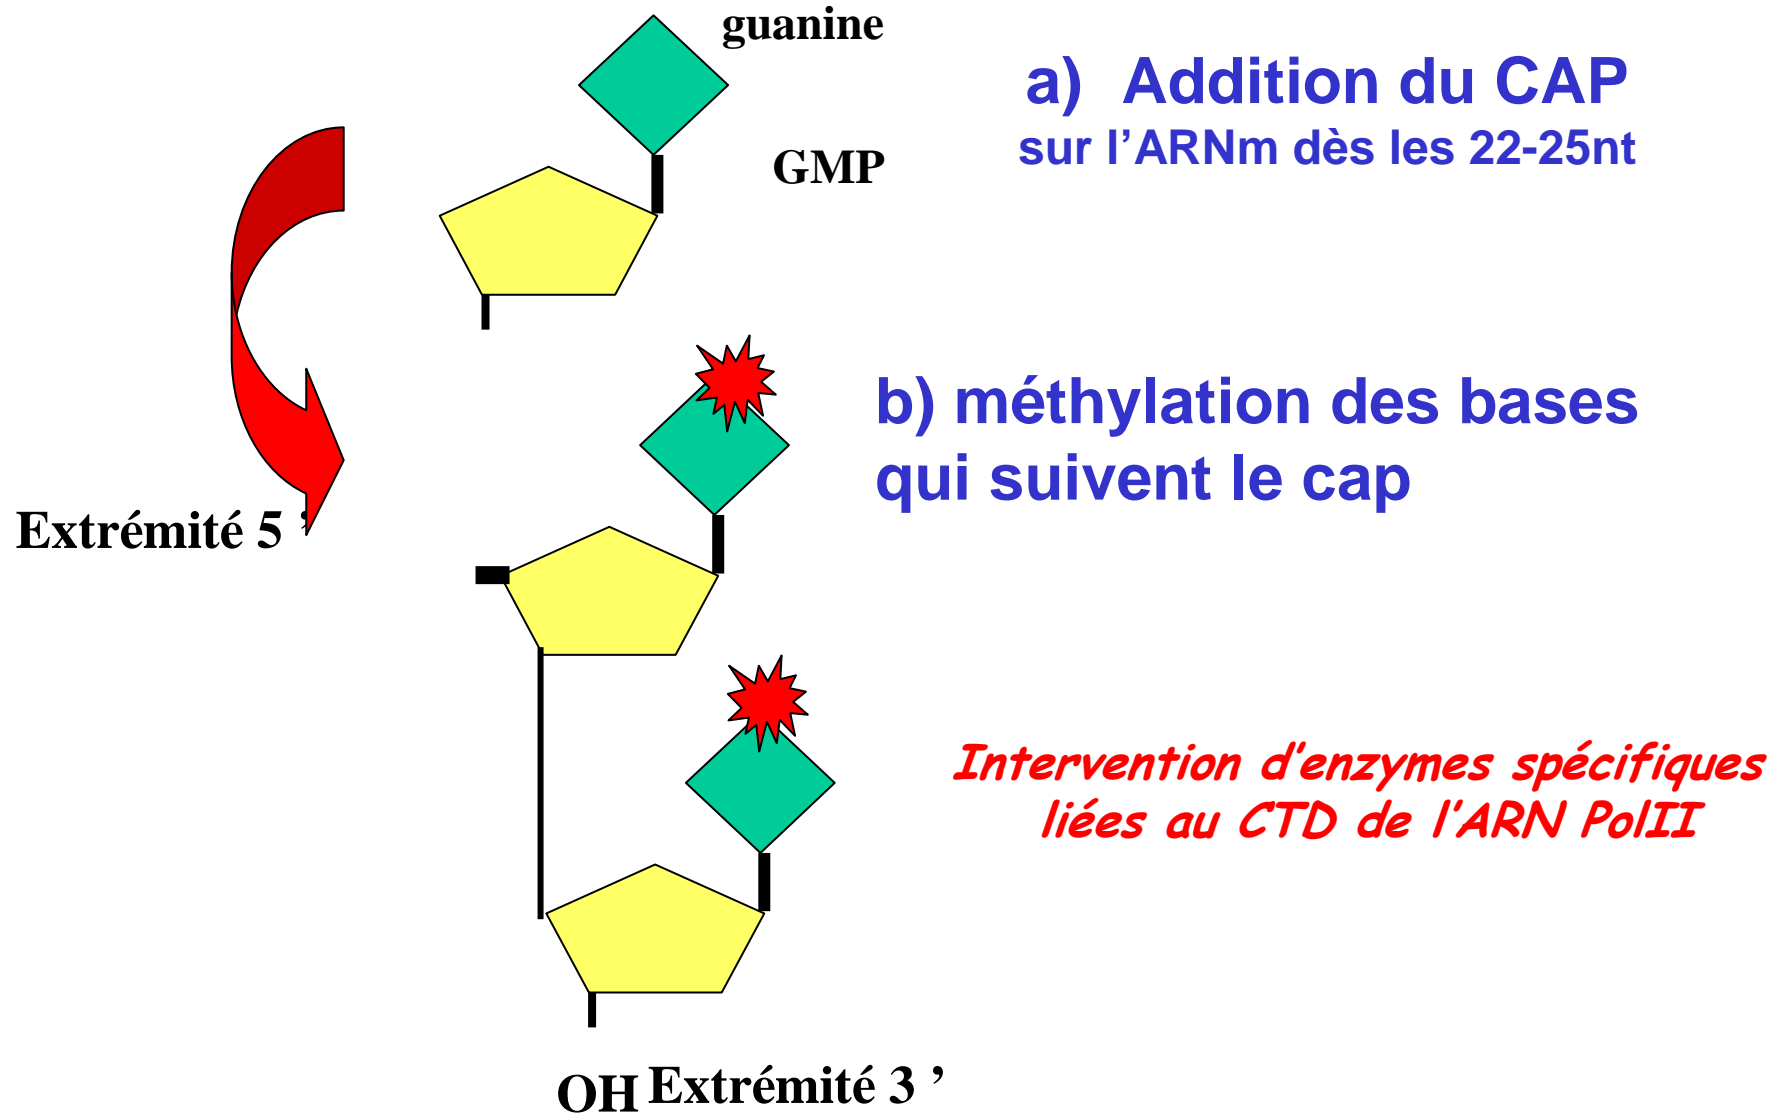 guanine
a) Addition du CAP
sur l’ARNm dès les 22-25nt
GMP
b) méthylation des bases
qui suivent le cap
Extrémité 5 ’
Intervention d’enzymes spécifiques
liées au CTD de l’ARN PolII
OH Extrémité 3 ’